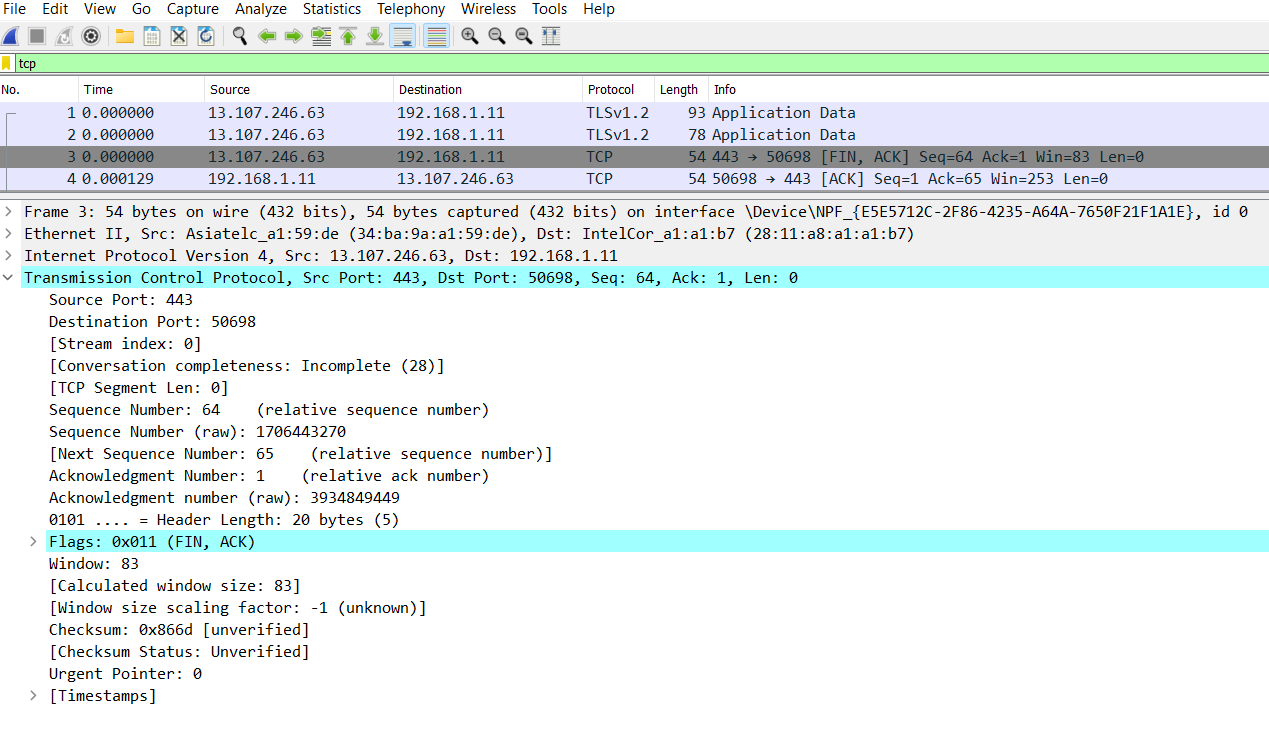 File Edit View Go Capture Analyze Statistics Telephony Wireless Tools Help
tcp
No. Time Source Destination Protocol Length Info
1 0.000000 13.107.246.63 192.168.1.11 TLSv1.2 93 Application Data
2 0.000000 13.107.246.63 192.168.1.11 TLSv1.2 78 Application Data
3 0.000000 13.107.246.63 192.168.1.11 TCP 54 443 → 50698 [FIN, ACK] Seq=64 Ack=1 Win=83 Len=0
4 0.000129 192.168.1.11 13.107.246.63 TCP 54 50698 → 443 [ACK] Seq=1 Ack=65 Win=253 Len=0
Frame 3: 54 bytes on wire (432 bits), 54 bytes captured (432 bits) on interface \Device\NPF_{E5E5712C-2F86-4235-A64A-7650F21F1A1E}, id 0
Ethernet II, Src: Asiatelc_a1:59:de (34:ba:9a:a1:59:de), Dst: IntelCor_a1:a1:b7 (28:11:a8:a1:a1:b7)
Internet Protocol Version 4, Src: 13.107.246.63, Dst: 192.168.1.11
Transmission Control Protocol, Src Port: 443, Dst Port: 50698, Seq: 64, Ack: 1, Len: 0
Source Port: 443
Destination Port: 50698
[Stream index: 0]
[Conversation completeness: Incomplete (28)]
[TCP Segment Len: 0]
Sequence Number: 64    (relative sequence number)
Sequence Number (raw): 1706443270
[Next Sequence Number: 65    (relative sequence number)]
Acknowledgment Number: 1    (relative ack number)
Acknowledgment number (raw): 3934849449
0101 .... = Header Length: 20 bytes (5)
Flags: 0x011 (FIN, ACK)
Window: 83
[Calculated window size: 83]
[Window size scaling factor: -1 (unknown)]
Checksum: 0x866d [unverified]
[Checksum Status: Unverified]
Urgent Pointer: 0
[Timestamps]